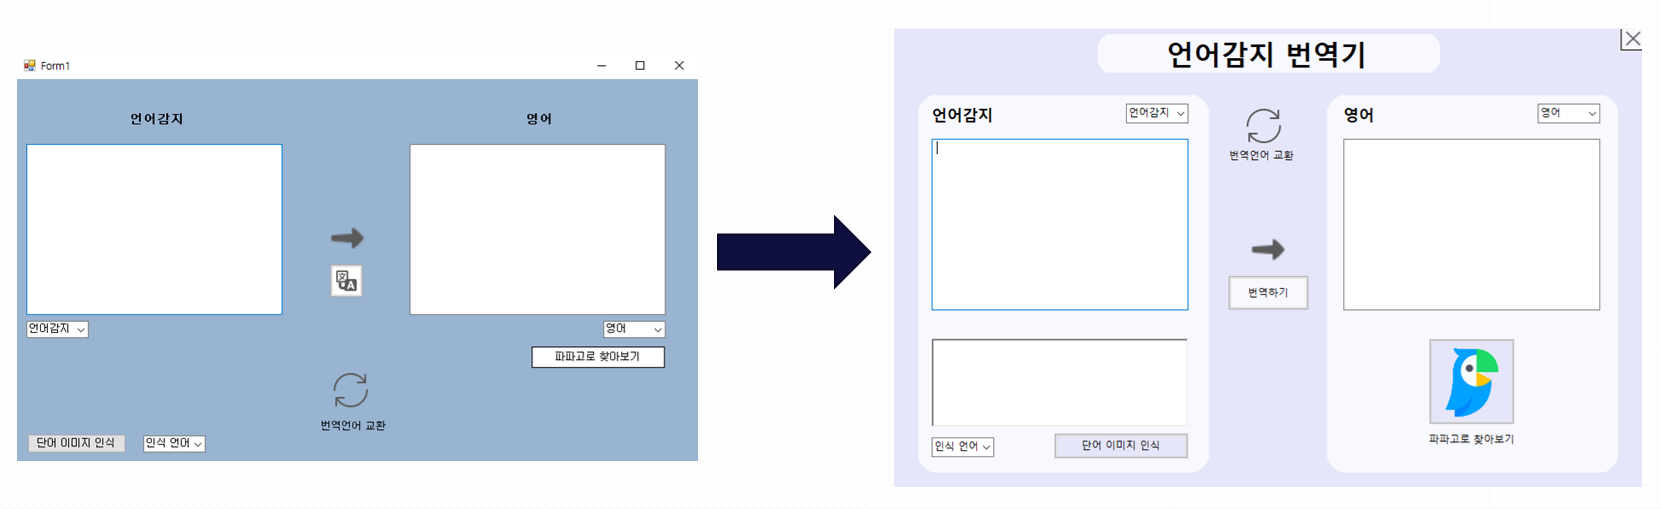 Form1
언어감지
영어
언어감지
영어
파파고로 찾아보기
번역언어 교환
단어 이미지 인식
인식 언어
언어감지 번역기
언어감지
언어감지
번역언어 교환
영어
영어
번역하기
인식 언어
단어 이미지 인식
파파고로 찾아보기